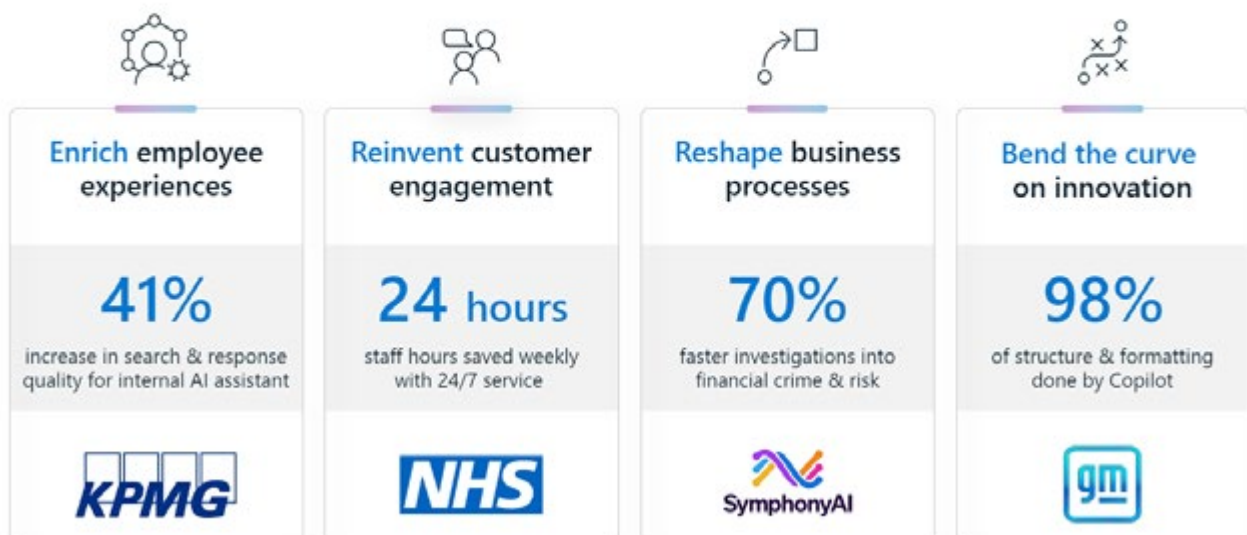 Enrich employee
experiences
41%
increase in search & response
quality for internal AI assistant
KPMG
Reinvent customer
engagement
24 hours
staff hours saved weekly
with 24/7 service
NHS
Reshape business
processes
70%
faster investigations into
financial crime & risk
SymphonyAI
Bend the curve
on innovation
98%
of structure & formatting
done by Copilot
gm